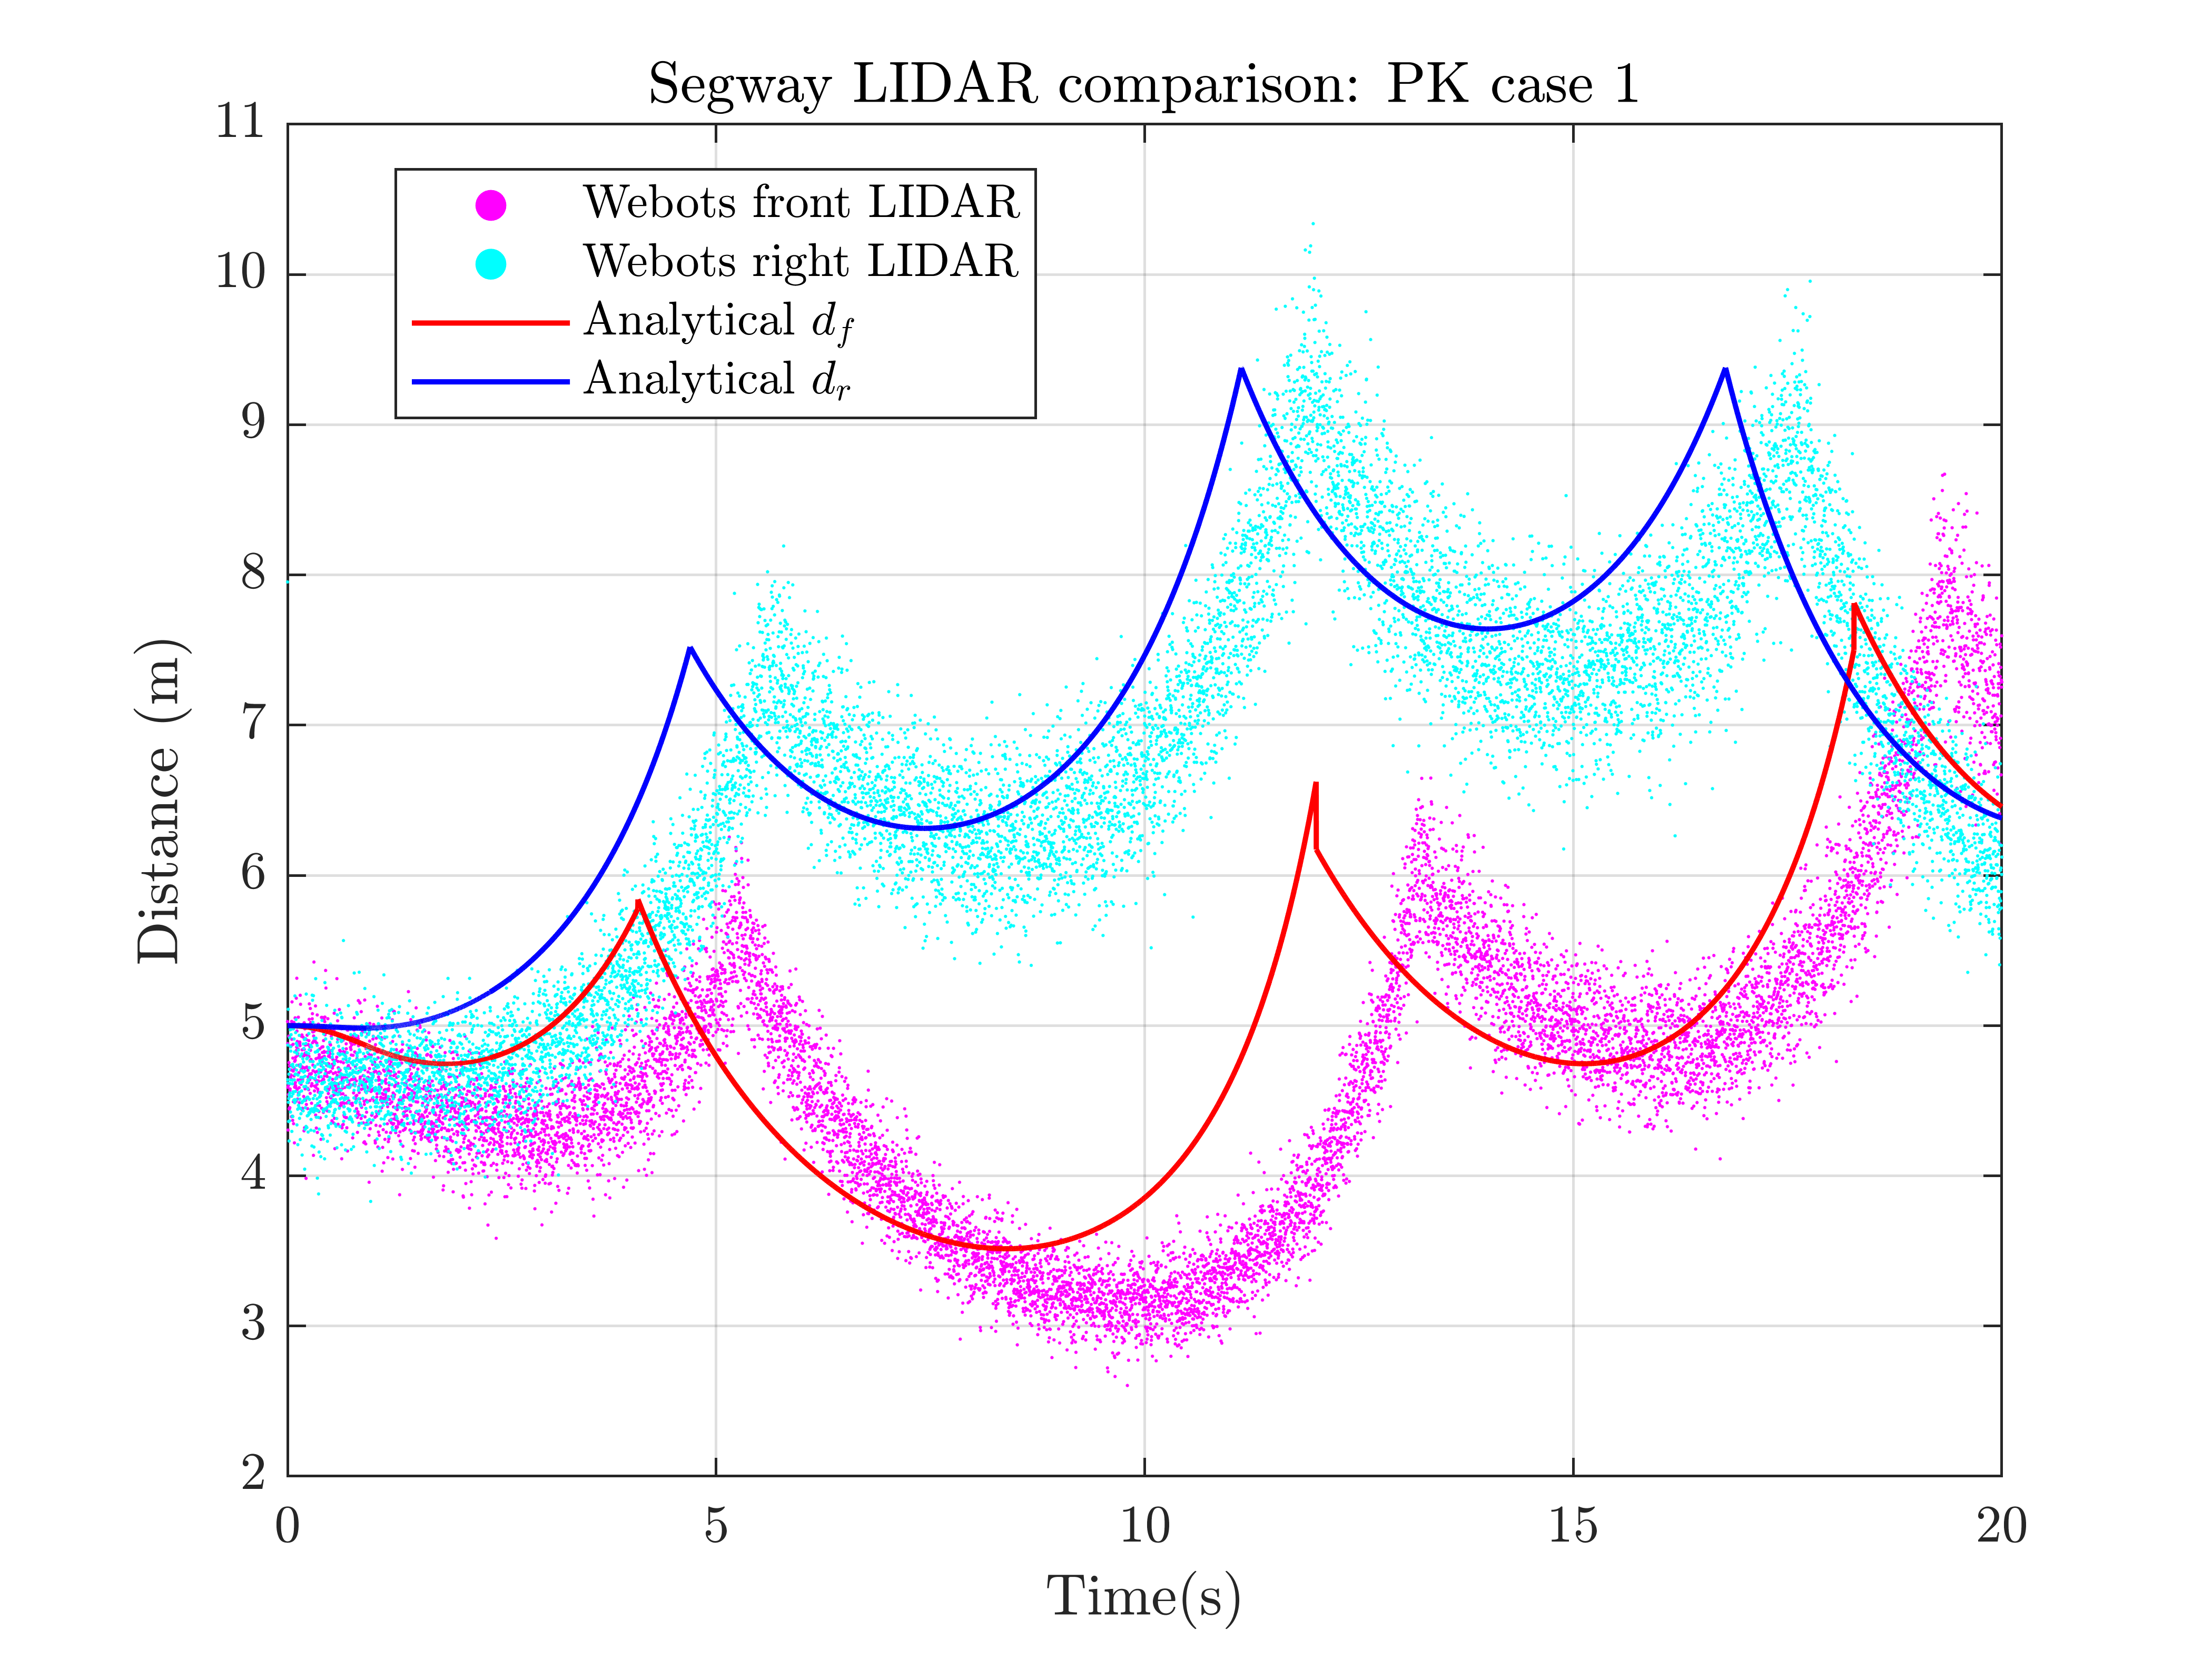 Segway LIDAR comparison: PK case 1
11
10
9
8
7
6
5
4
3
2
Distance (m)
Webots front LIDAR
Webots right LIDAR
Analytical d_f
Analytical d_r
0 5 10 15 20
Time(s)